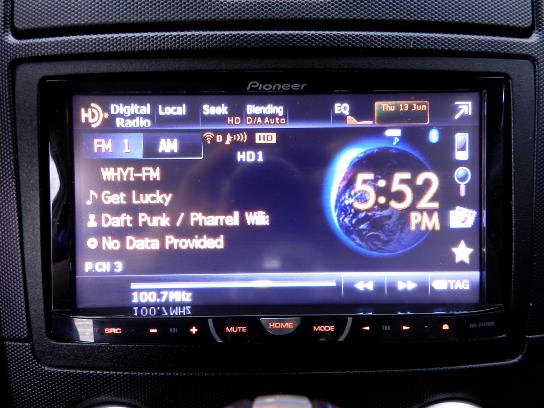 Pioneer
HD Digital Radio Local Seek HD Blending D/A Auto EQ Thu 13 Jun
FM 1 AM D HD
HD1
WHYI-FM
Get Lucky
5:52 PM
Daft Punk / Pharrell Willi
No Data Provided
P.CH 3
100.7MHz TAG
SRC - VOL + MUTE HOME MODE TRK